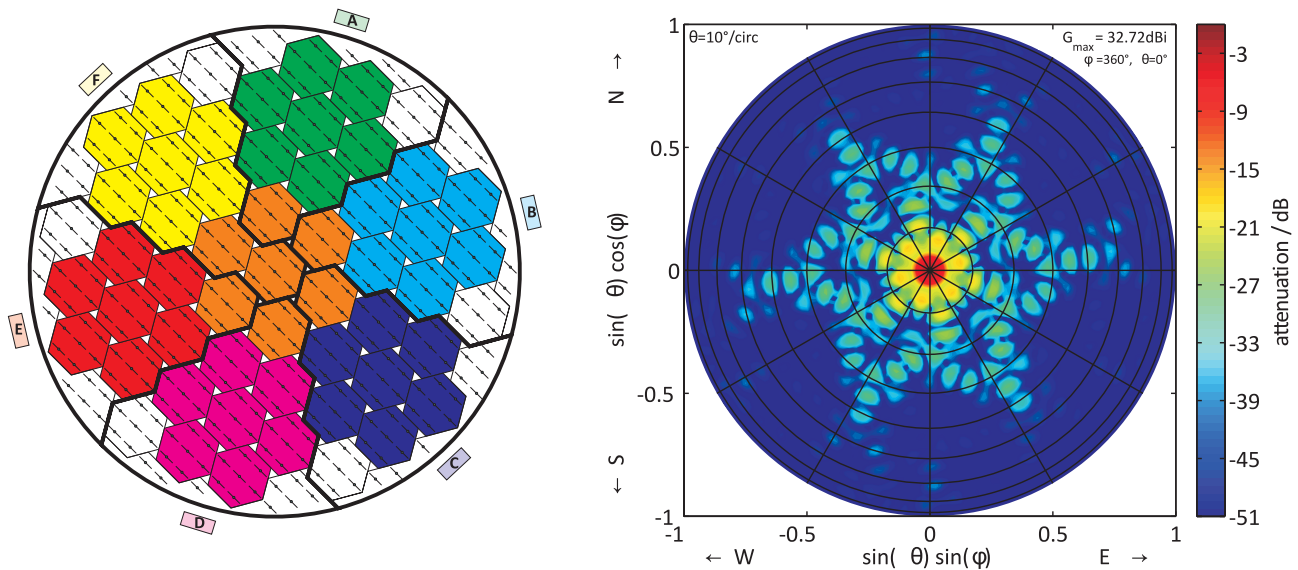 A
B
C
D
E
F
θ=10°/circ
G max = 32.72dBi
φ =360°, θ=0°
1
0.5
0
-0.5
-1
← S sin( θ) cos(φ) N →
-1 -0.5 0 0.5 1
← W sin( θ) sin(φ) E →
-3
-9
-15
-21
-27
-33
-39
-45
-51
attenuation / dB